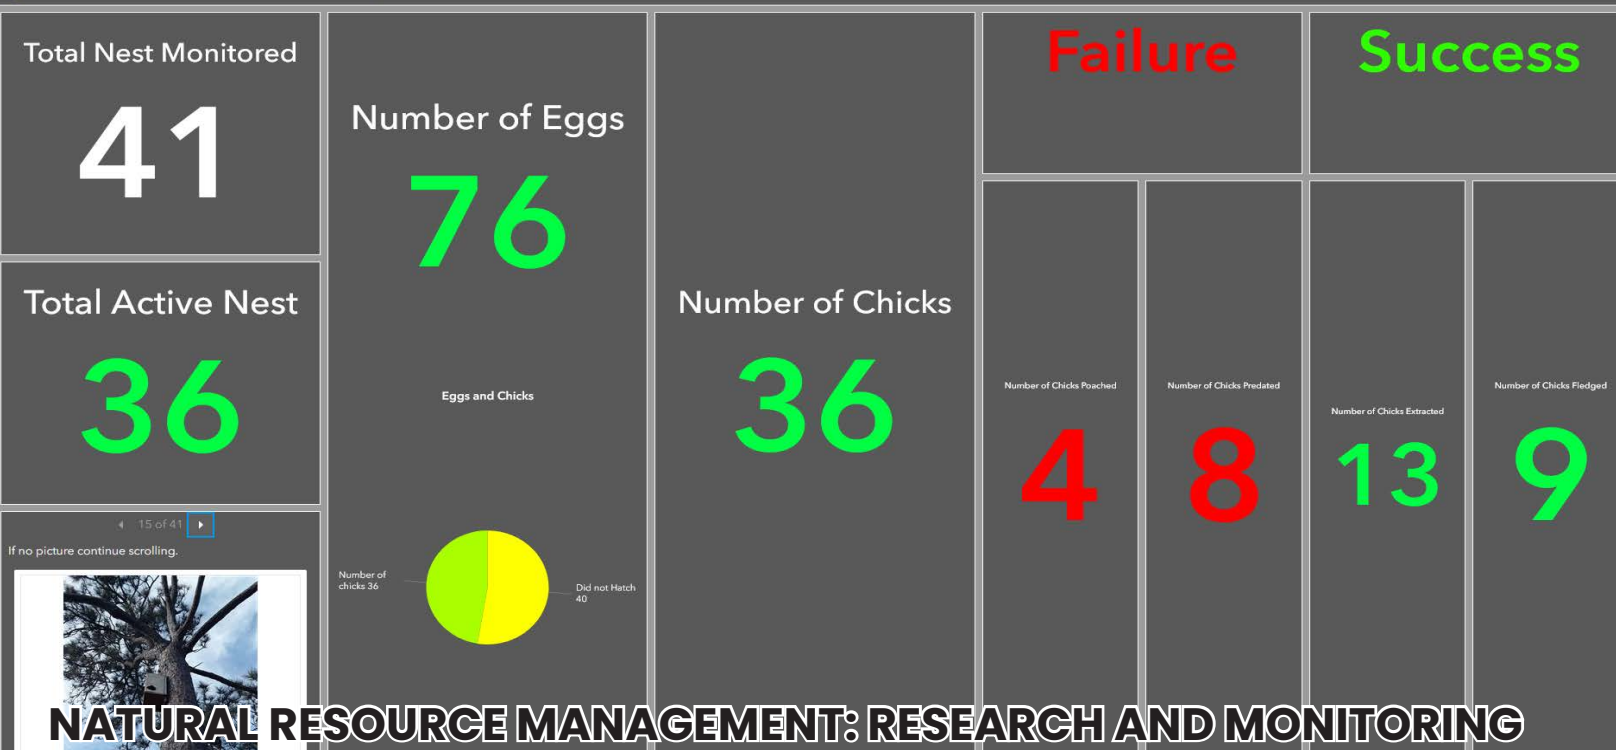 Total Nest Monitored
41
Total Active Nest
36
15 of 41
If no picture continue scrolling.
Number of Eggs
76
Eggs and Chicks
Number of
chicks 36
Did not Hatch
40
Number of Chicks
36
Failure
Number of Chicks Poached
4
Number of Chicks Predated
8
Success
Number of Chicks Extracted
13
Number of Chicks Fledged
9
NATURAL RESOURCE MANAGEMENT: RESEARCH AND MONITORING